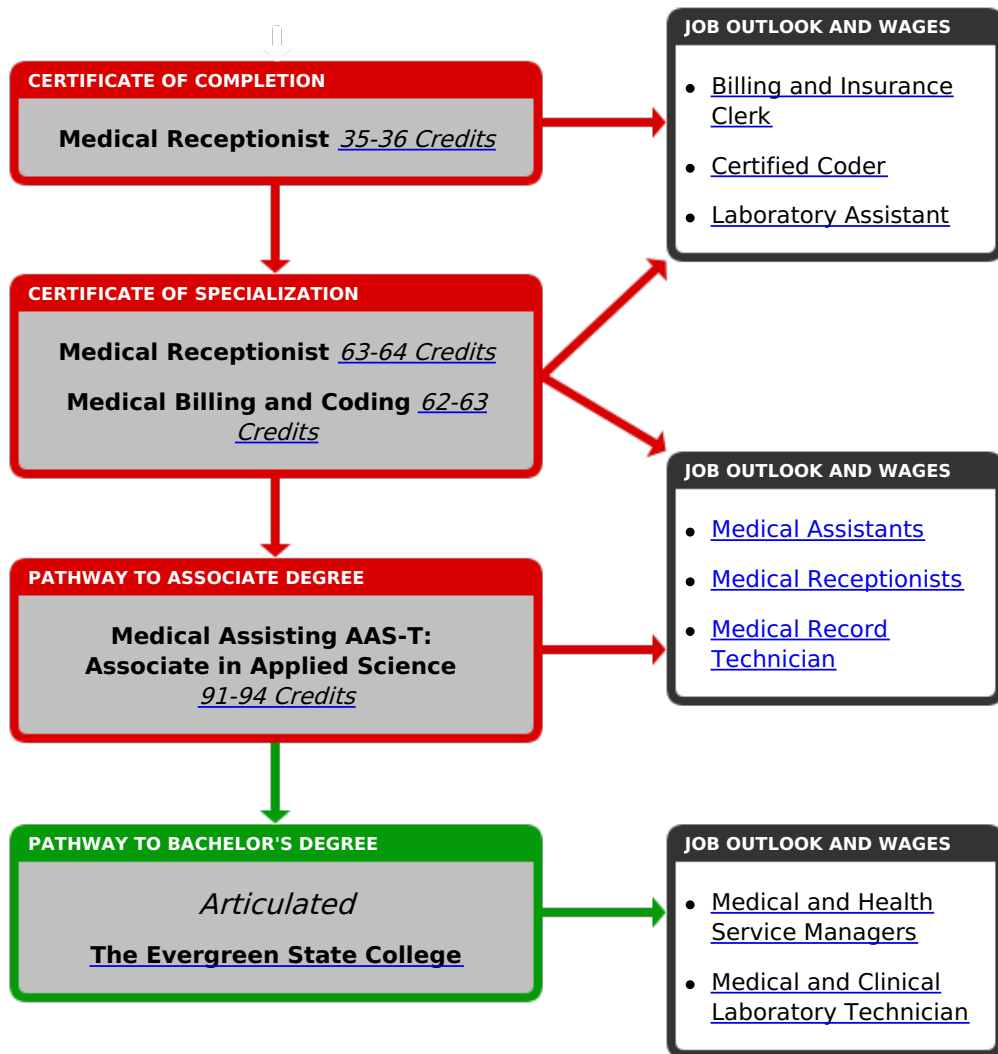 CERTIFICATE OF COMPLETION
Medical Receptionist 35-36 Credits
JOB OUTLOOK AND WAGES
Billing and Insurance
Clerk
Certified Coder
Laboratory Assistant
CERTIFICATE OF SPECIALIZATION
Medical Receptionist 63-64 Credits
Medical Billing and Coding 62-63
Credits
JOB OUTLOOK AND WAGES
Medical Assistants
Medical Receptionists
Medical Record
Technician
PATHWAY TO ASSOCIATE DEGREE
Medical Assisting AAS-T:
Associate in Applied Science
91-94 Credits
PATHWAY TO BACHELOR'S DEGREE
Articulated
The Evergreen State College
JOB OUTLOOK AND WAGES
Medical and Health
Service Managers
Medical and Clinical
Laboratory Technician